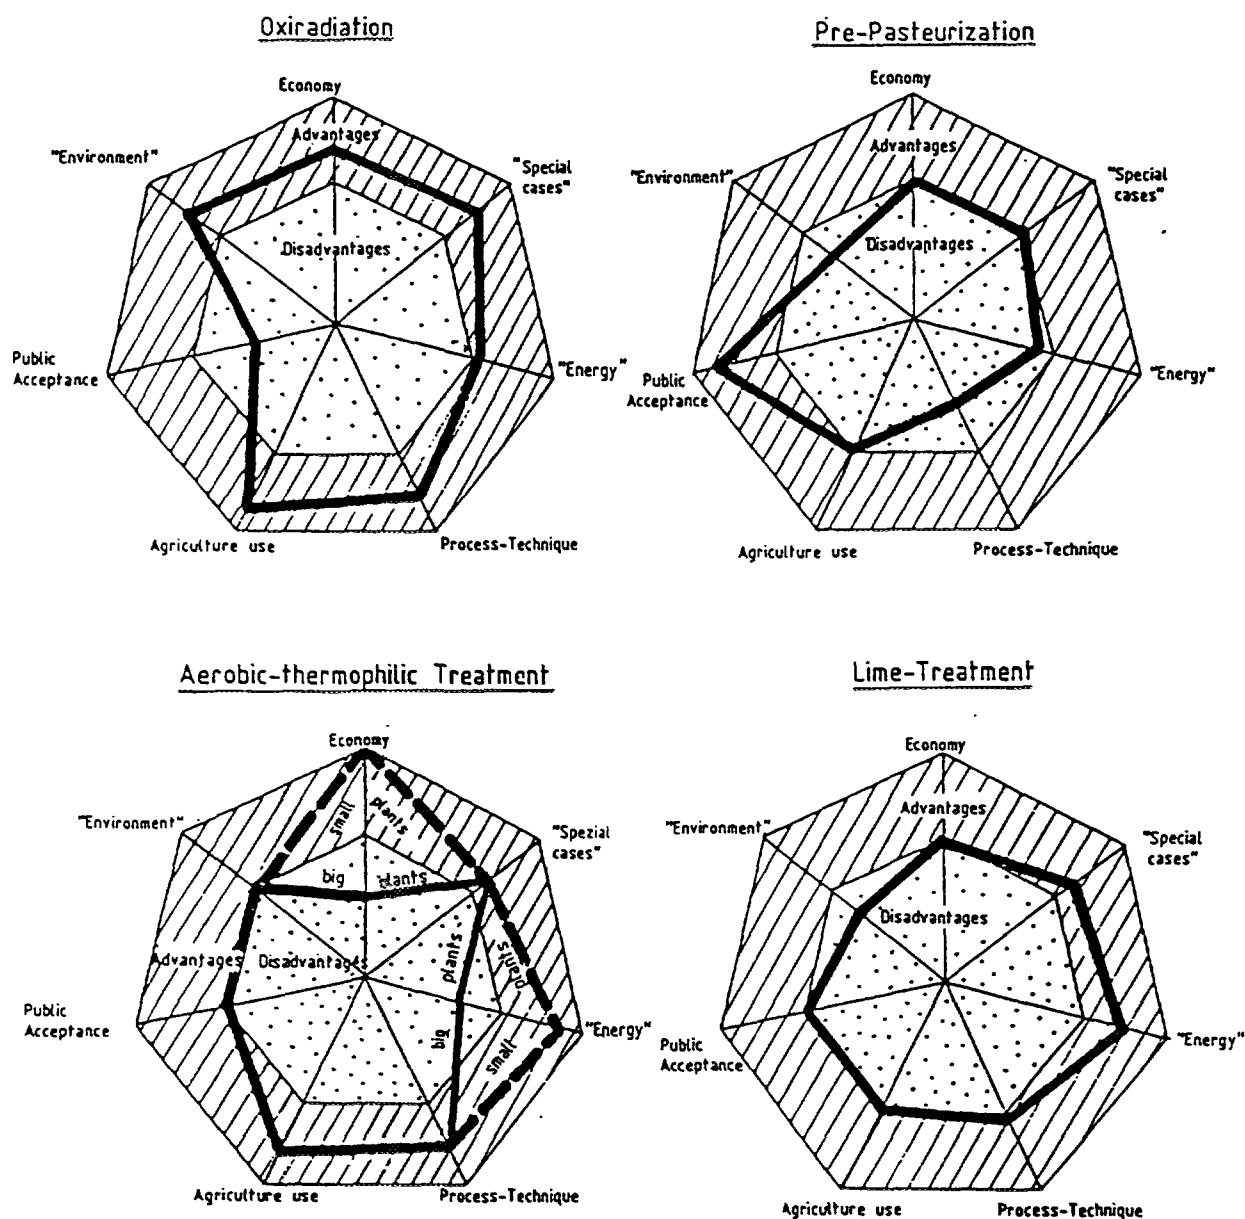 Oxiradiation
Economy
Advantages
"Environment"
"Special
cases"
Disadvantages
Public
Acceptance
"Energy"
Agriculture use
Process-Technique
Pre-Pasteurization
Economy
Advantages
"Environment"
"Special
cases"
Disadvantages
Public
Acceptance
"Energy"
Agriculture use
Process-Technique
Aerobic-thermophilic Treatment
Economy
"Environment"
small
plants
"Spezial
cases"
big
plants
Advantages
Disadvantages
plants
plants
Public
Acceptance
big
small
"Energy"
Agriculture use
Process-Technique
Lime-Treatment
Economy
Advantages
"Environment"
"Special
cases"
Disadvantages
Public
Acceptance
"Energy"
Agriculture use
Process-Technique